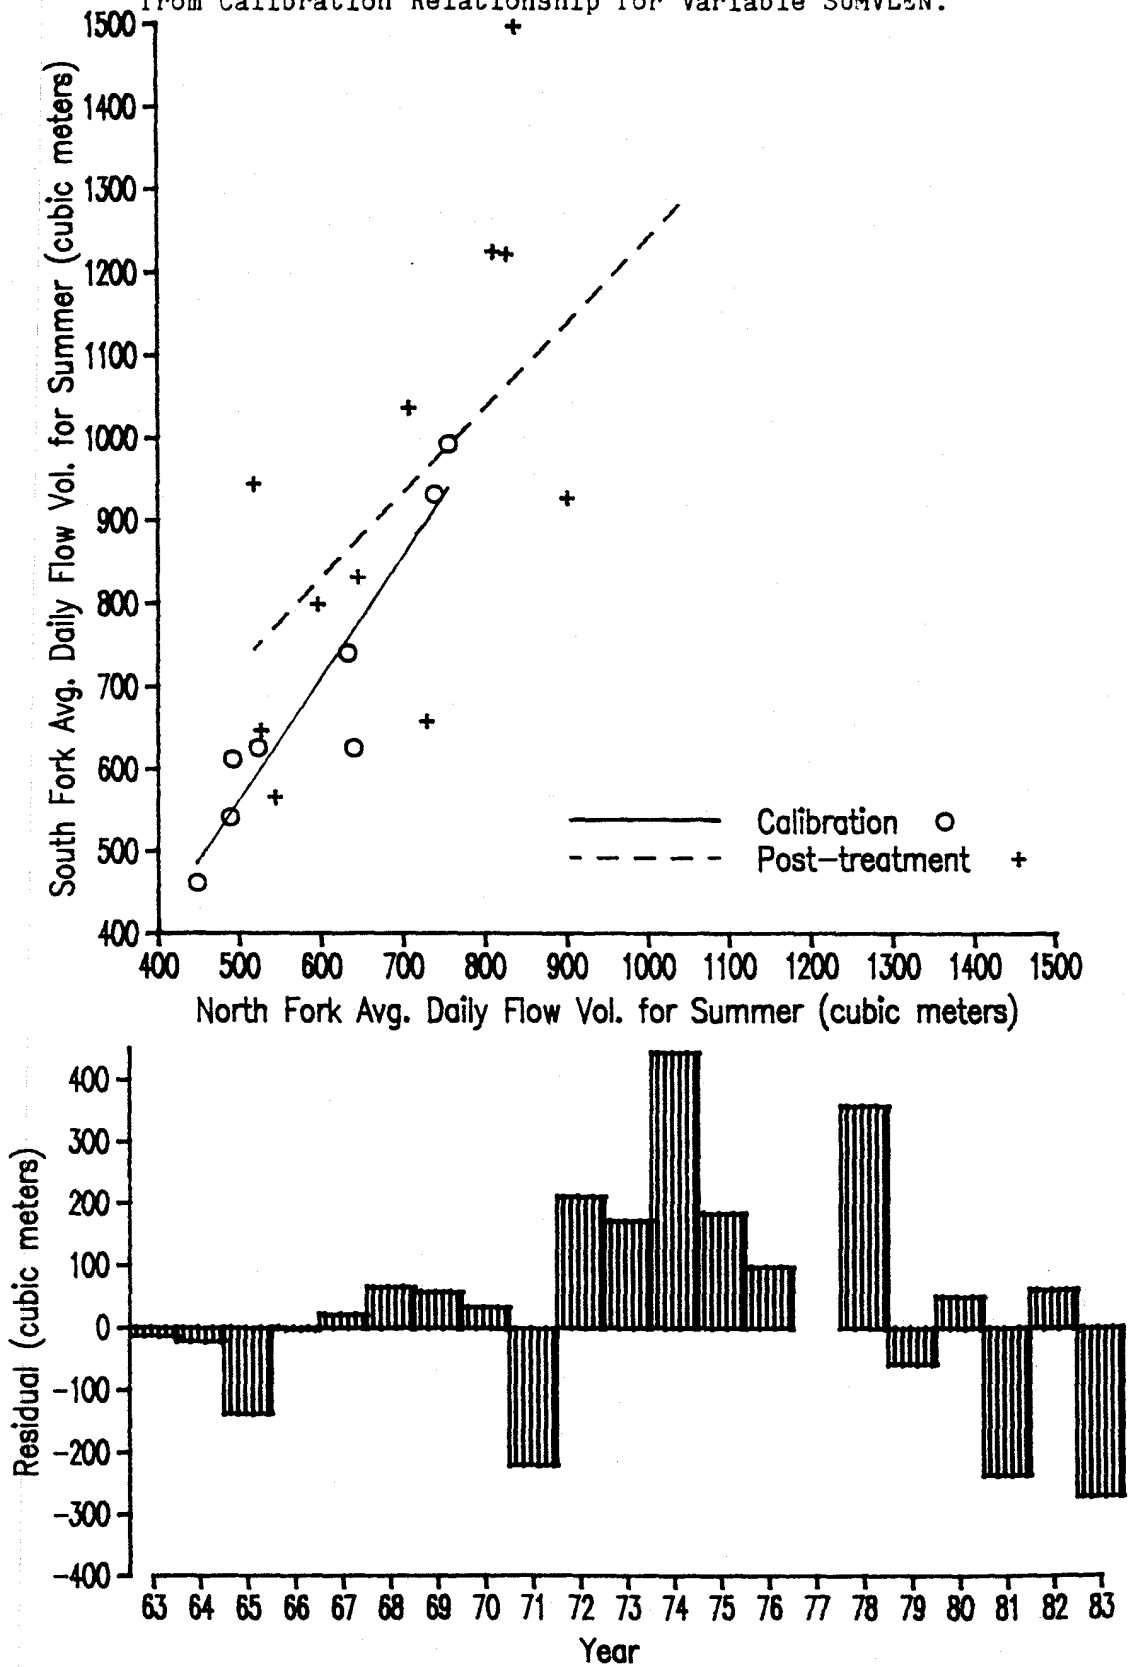 from Calibration Relationship for Variable SUMVLEN.
1500
1400
1300
1200
1100
1000
900
800
700
600
500
400
South Fork Avg. Daily Flow Vol. for Summer (cubic meters)
Calibration
Post-treatment
400 500 600 700 800 900 1000 1100 1200 1300 1400 1500
North Fork Avg. Daily Flow Vol. for Summer (cubic meters)
400
300
200
100
0
-100
-200
-300
-400
Residual (cubic meters)
63 64 65 66 67 68 69 70 71 72 73 74 75 76 77 78 79 80 81 82 83
Year